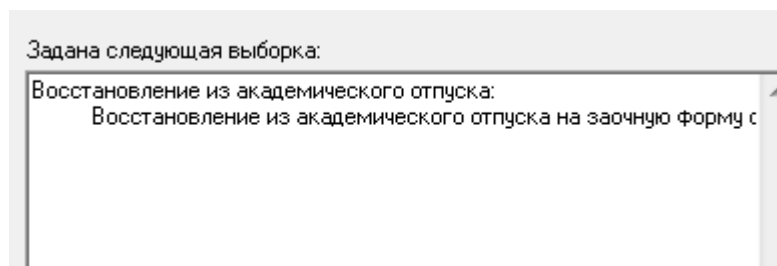 Задана следующая выборка:
Восстановление из академического отпуска:
Восстановление из академического отпуска на заочную форму